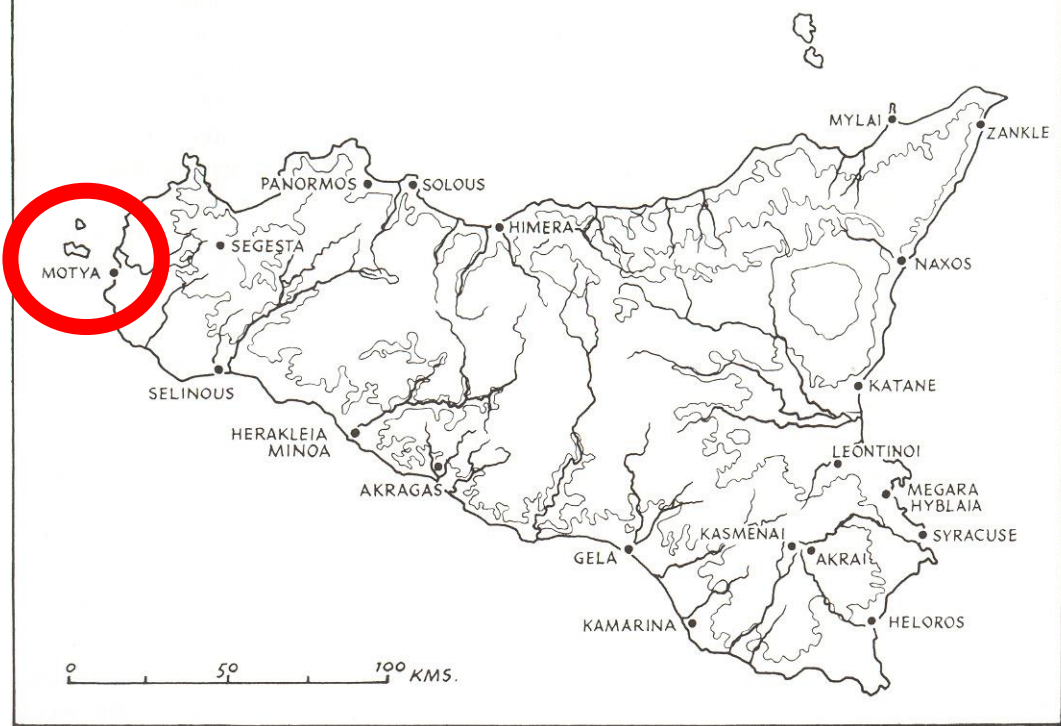 MYLAI
ZANKLE
PANORMOS
SOLOUS
HIMERA
SEGESTA
MOTYA
NAXOS
SELINOUS
KATANE
HERAKLEIA
MINOA
LEONTINOI
AKRAGAS
MEGARA
HYBLAIA
KASMENAI
SYRACUSE
GELA
AKRAI
KAMARINA
HELOROS
0 50 100 KMS.